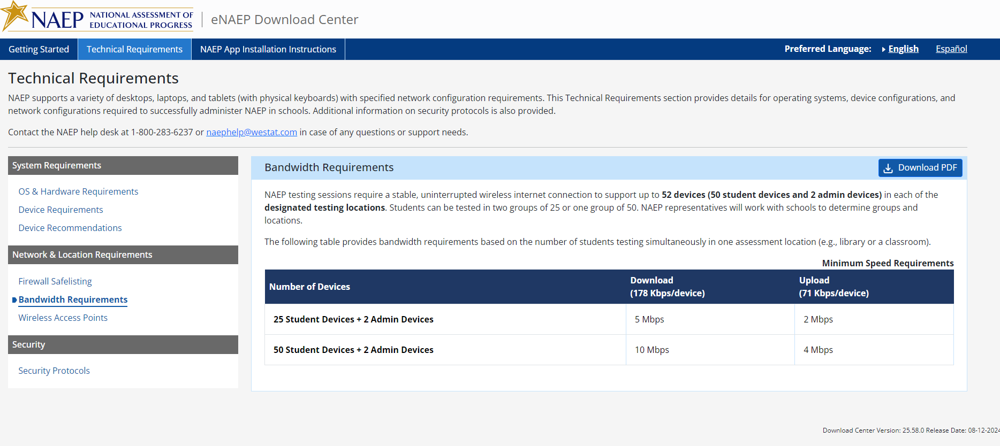 NAEP NATIONAL ASSESSMENT OF
EDUCATIONAL PROGRESS
eNAEP Download Center
Getting Started
Technical Requirements
NAEP App Installation Instructions
Preferred Language:
English
Español
Technical Requirements
NAEP supports a variety of desktops, laptops, and tablets (with physical keyboards) with specified network configuration requirements. This Technical Requirements section provides details for operating systems, device configurations, and
network configurations required to successfully administer NAEP in schools. Additional information on security protocols is also provided.
Contact the NAEP help desk at 1-800-283-6237 or naephelp@westat.com in case of any questions or support needs.
System Requirements
OS & Hardware Requirements
Device Requirements
Device Recommendations
Network & Location Requirements
Firewall Safelisting
Bandwidth Requirements
Wireless Access Points
Security
Security Protocols
Bandwidth Requirements
Download PDF
NAEP testing sessions require a stable, uninterrupted wireless internet connection to support up to 52 devices (50 student devices and 2 admin devices) in each of the
designated testing locations. Students can be tested in two groups of 25 or one group of 50. NAEP representatives will work with schools to determine groups and
locations.
The following table provides bandwidth requirements based on the number of students testing simultaneously in one assessment location (e.g., library or a classroom).
Minimum Speed Requirements
Number of Devices
Download
(178 Kbps/device)
Upload
(71 Kbps/device)
25 Student Devices + 2 Admin Devices
5 Mbps
2 Mbps
50 Student Devices + 2 Admin Devices
10 Mbps
4 Mbps
Download Center Version: 25.58.0 Release Date: 08-12-2024